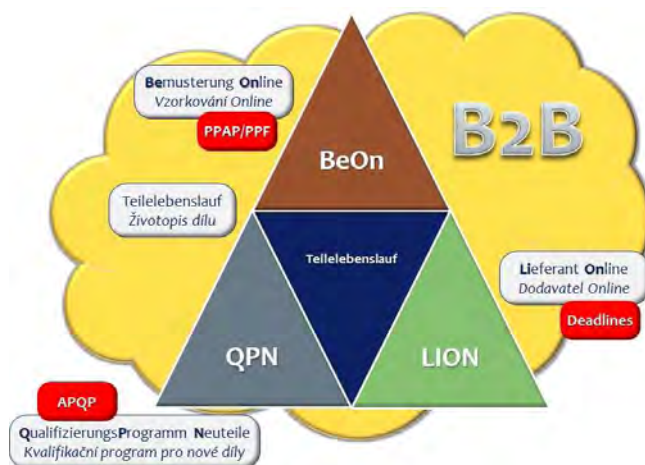 Bemusterung Online
Vzorkování Online
PPAP/PPF
B2B
BeOn
Teilelebenslauf
Životopis dílu
Teilelebenslauf
Lieferant Online
Dodavatel Online
Deadlines
QPN
LION
APQP
QualifizierungsProgramm Neuteile
Kvalifikační program pro nové díly